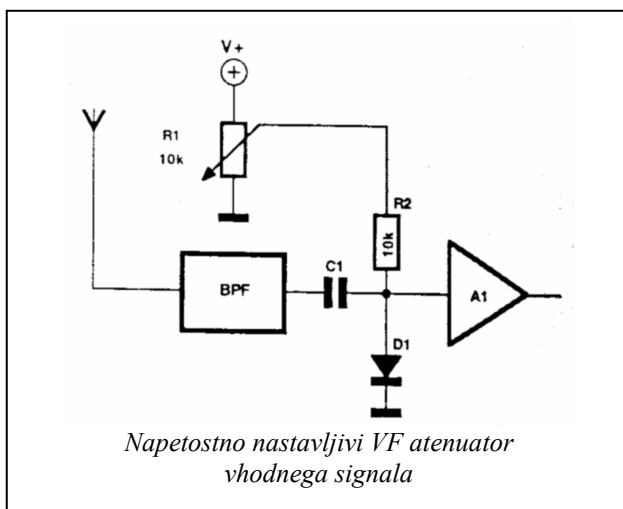 V+
R1
10k
R2
10k
C1
BPF
A1
D1
Napetostno nastavljivi VF atenuator
vhodnega signala